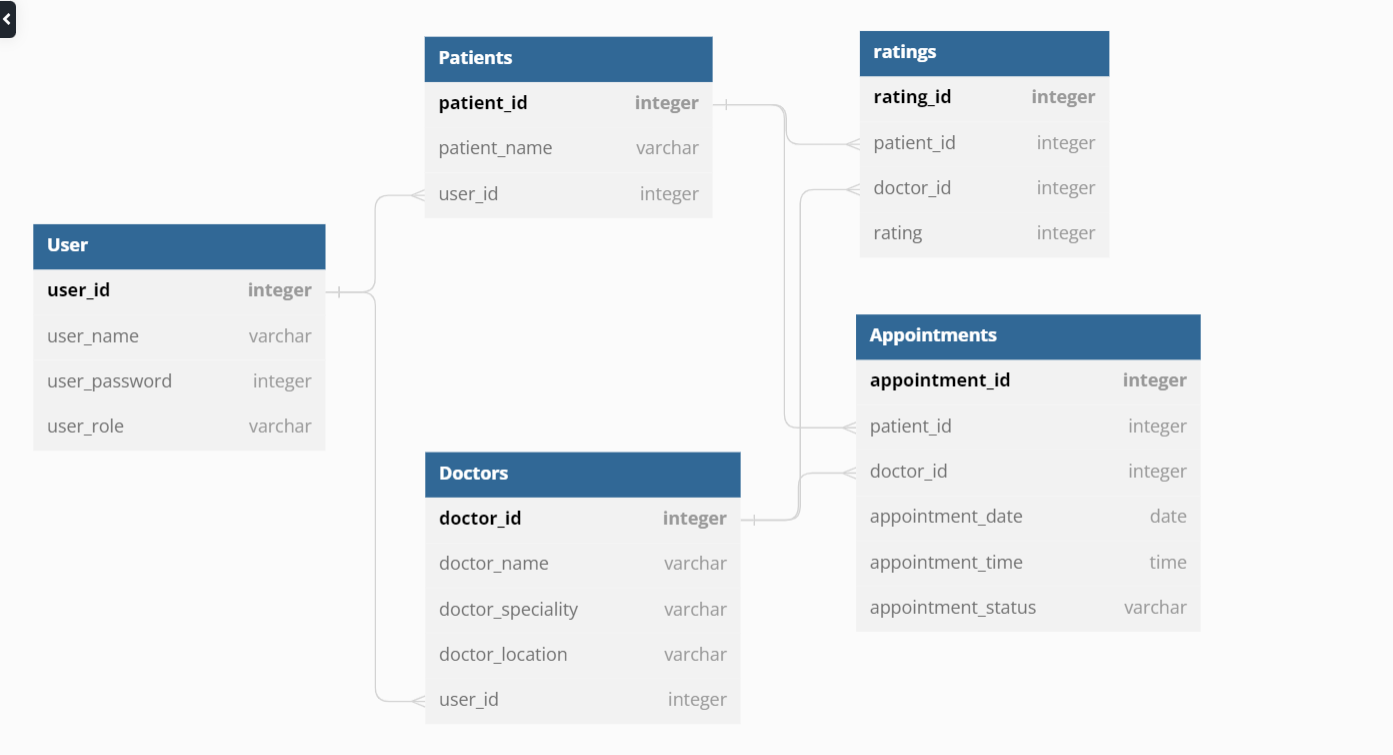 Patients
patient_id integer
patient_name varchar
user_id integer
ratings
rating_id integer
patient_id integer
doctor_id integer
rating integer
User
user_id integer
user_name varchar
user_password integer
user_role varchar
Doctors
doctor_id integer
doctor_name varchar
doctor_speciality varchar
doctor_location varchar
user_id integer
Appointments
appointment_id integer
patient_id integer
doctor_id integer
appointment_date date
appointment_time time
appointment_status varchar